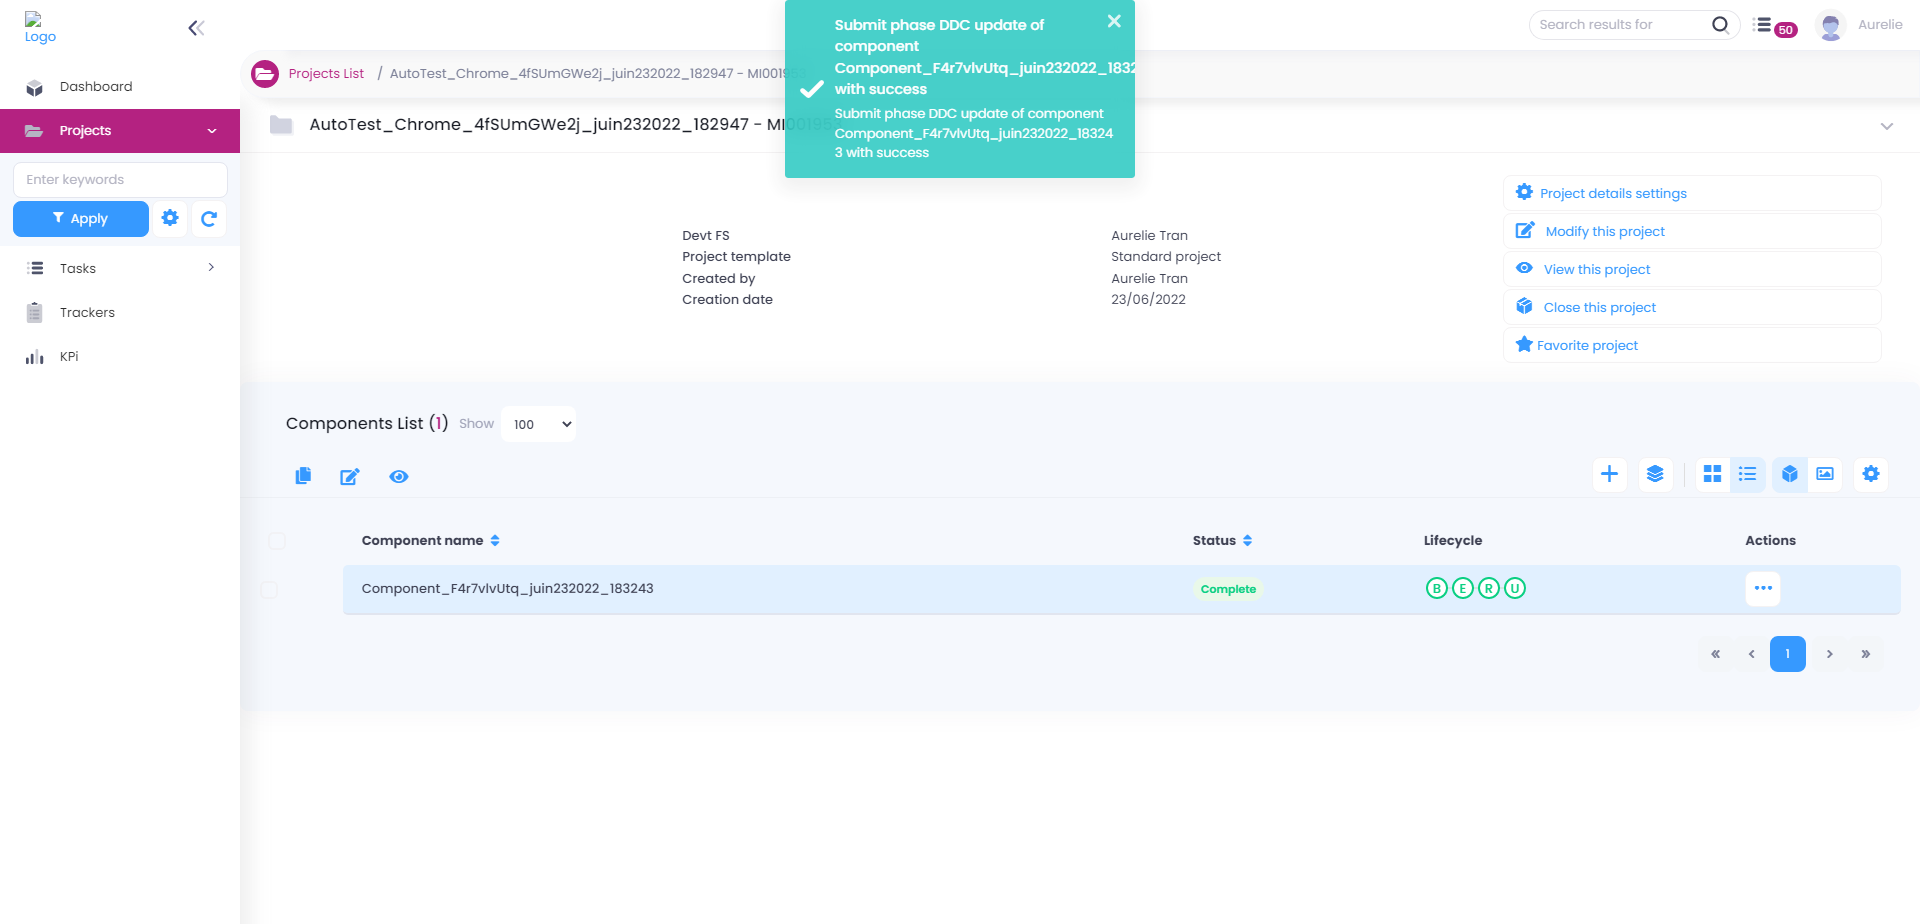 Logo
Search results for
50
Aurelie
Submit phase DDC update of
component
Component_F4r7vlvUtq_juin232022_1832
with success
Submit phase DDC update of component
Component_F4r7vlvUtq_juin232022_18324
3 with success
Dashboard
Projects
Enter keywords
Apply
Tasks
Trackers
KPi
Projects List / AutoTest_Chrome_4fSUmGWe2j_juin232022_182947 - MI001953
AutoTest_Chrome_4fSUmGWe2j_juin232022_182947 - MI001953
Devt FS Aurelie Tran
Project template Standard project
Created by Aurelie Tran
Creation date 23/06/2022
Project details settings
Modify this project
View this project
Close this project
Favorite project
Components List (1) Show 100
Component name Status Lifecycle Actions
Component_F4r7vlvUtq_juin232022_183243 Complete B E R U
« ‹ 1 › »